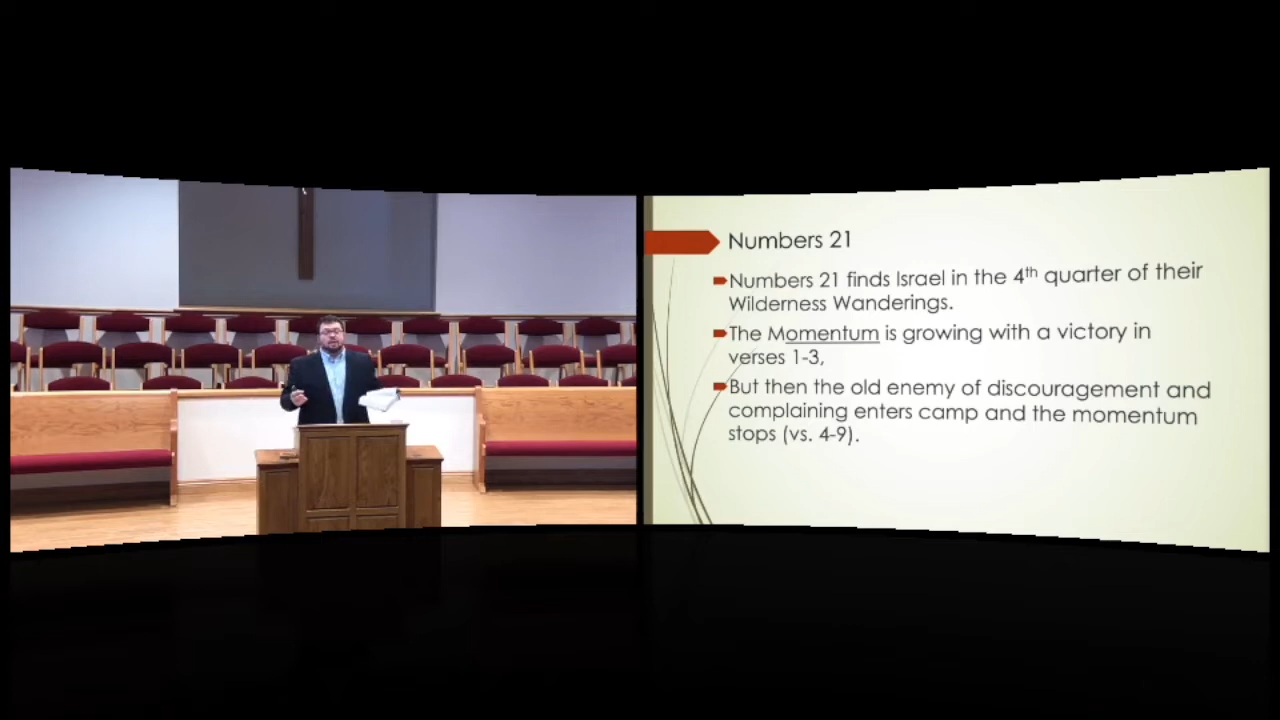 Numbers 21
Numbers 21 finds Israel in the 4th quarter of their
Wilderness Wanderings.
The Momentum is growing with a victory in
verses 1-3,
But then the old enemy of discouragement and
complaining enters camp and the momentum
stops (vs. 4-9).